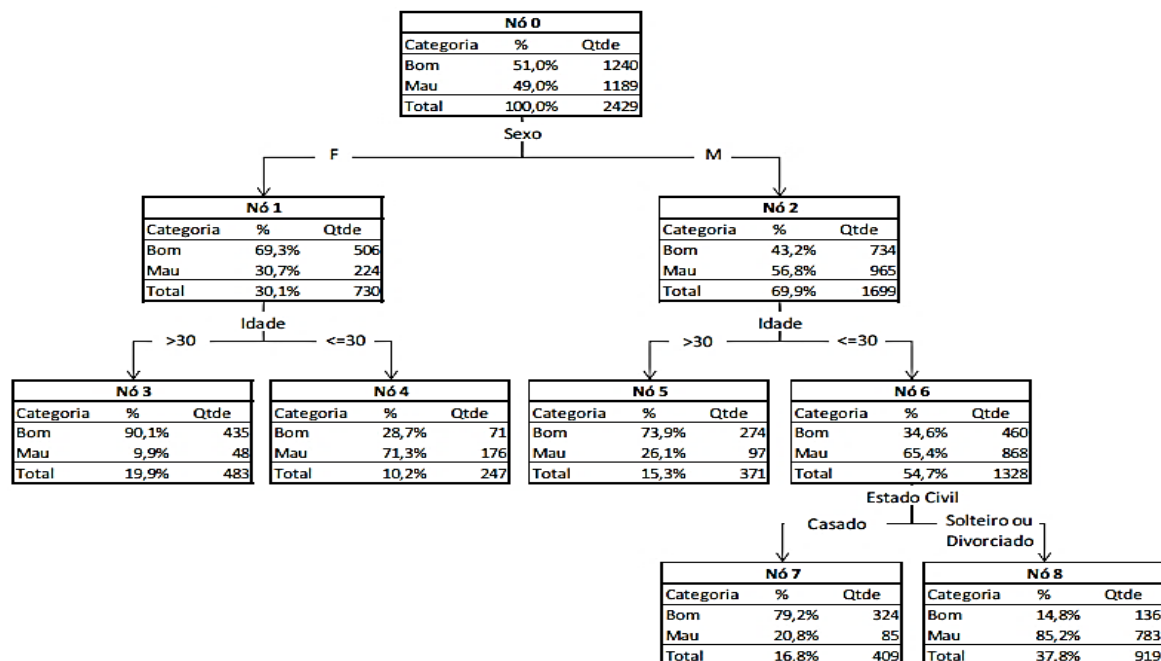 Nó 0
Categoria % Qtde
Bom 51,0% 1240
Mau 49,0% 1189
Total 100,0% 2429
Sexo
F M
Nó 1
Categoria % Qtde
Bom 69,3% 506
Mau 30,7% 224
Total 30,1% 730
Nó 2
Categoria % Qtde
Bom 43,2% 734
Mau 56,8% 965
Total 69,9% 1699
Idade
>30 <=30
Idade
>30 <=30
Nó 3
Categoria % Qtde
Bom 90,1% 435
Mau 9,9% 48
Total 19,9% 483
Nó 4
Categoria % Qtde
Bom 28,7% 71
Mau 71,3% 176
Total 10,2% 247
Nó 5
Categoria % Qtde
Bom 73,9% 274
Mau 26,1% 97
Total 15,3% 371
Nó 6
Categoria % Qtde
Bom 34,6% 460
Mau 65,4% 868
Total 54,7% 1328
Estado Civil
Casado
Solteiro ou
Divorciado
Nó 7
Categoria % Qtde
Bom 79,2% 324
Mau 20,8% 85
Total 16,8% 409
Nó 8
Categoria % Qtde
Bom 14,8% 136
Mau 85,2% 783
Total 37,8% 919